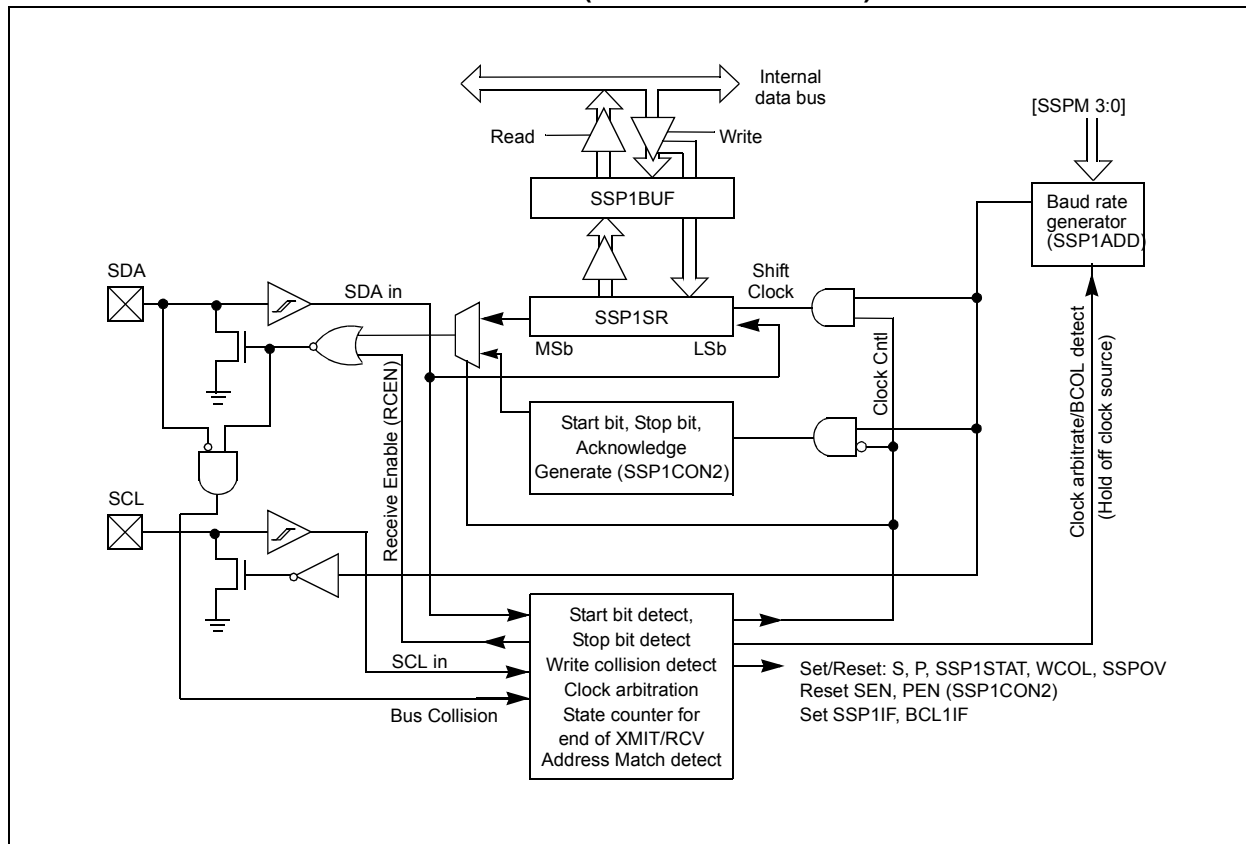 Internal
data bus
[SSPM 3:0]
Read
Write
SSP1BUF
Baud rate
generator
(SSP1ADD)
SDA
Shift
Clock
SDA in
SSP1SR
MSb
LSb
Clock Cntl
Receive Enable (RCEN)
Start bit, Stop bit,
Acknowledge
Generate (SSP1CON2)
Clock arbitrate/BCOL detect
(Hold off clock source)
SCL
SCL in
Bus Collision
Start bit detect,
Stop bit detect
Write collision detect
Clock arbitration
State counter for
end of XMIT/RCV
Address Match detect
Set/Reset: S, P, SSP1STAT, WCOL, SSPOV
Reset SEN, PEN (SSP1CON2)
Set SSP1IF, BCL1IF